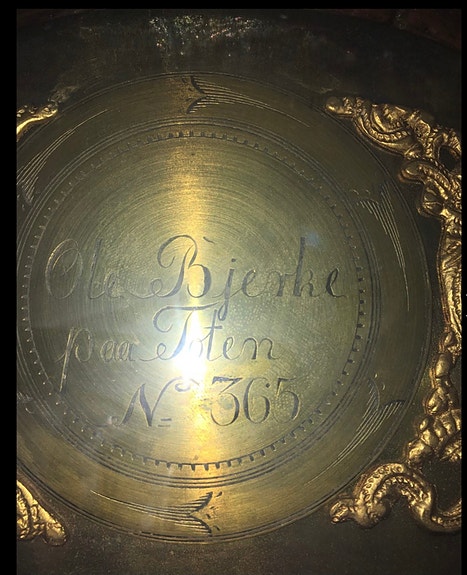 Ole Bjerke
paa Toten
No 365